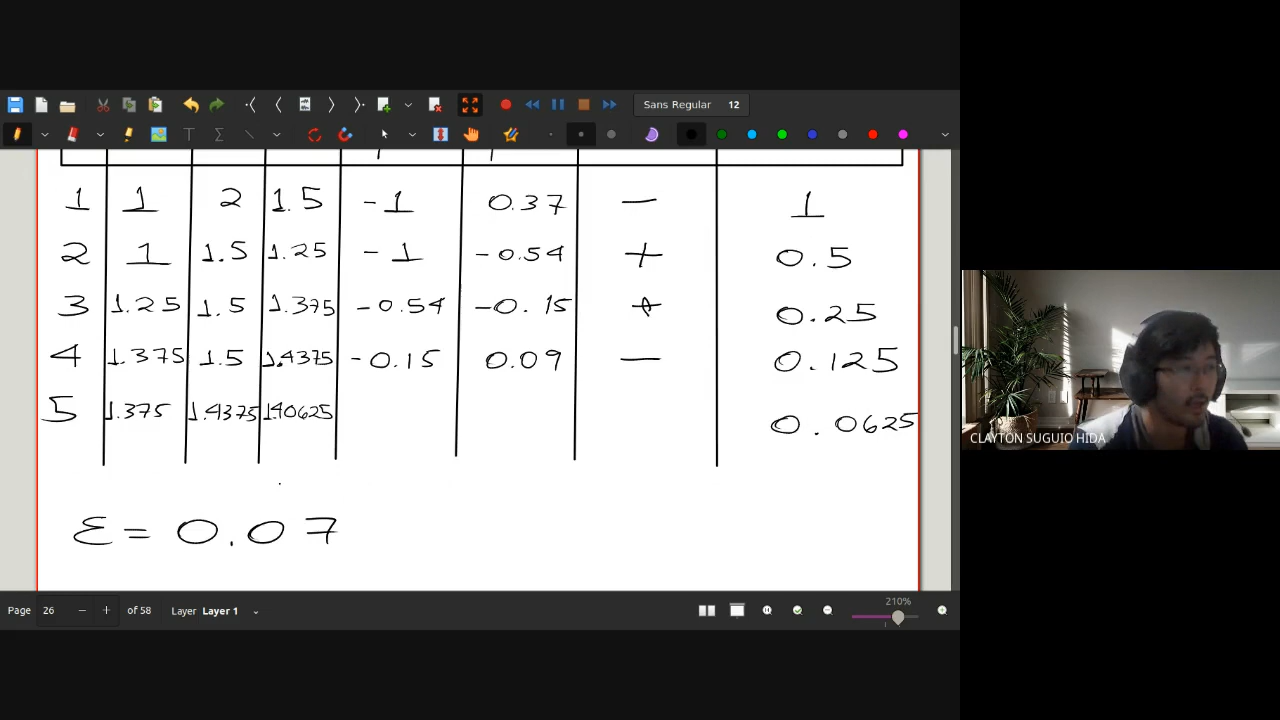 Sans Regular 12
1 1 2 1.5 -1 0.37 − 1
2 1 1.5 1.25 -1 -0.54 + 0.5
3 1.25 1.5 1.375 -0.54 -0.15 + 0.25
4 1.375 1.5 1.4375 -0.15 0.09 − 0.125
5 1.375 1.4375 1.40625 0.0625
CLAYTON SUGUIO HIDA
ε = 0.07
Page 26 of 58 Layer Layer 1 210%